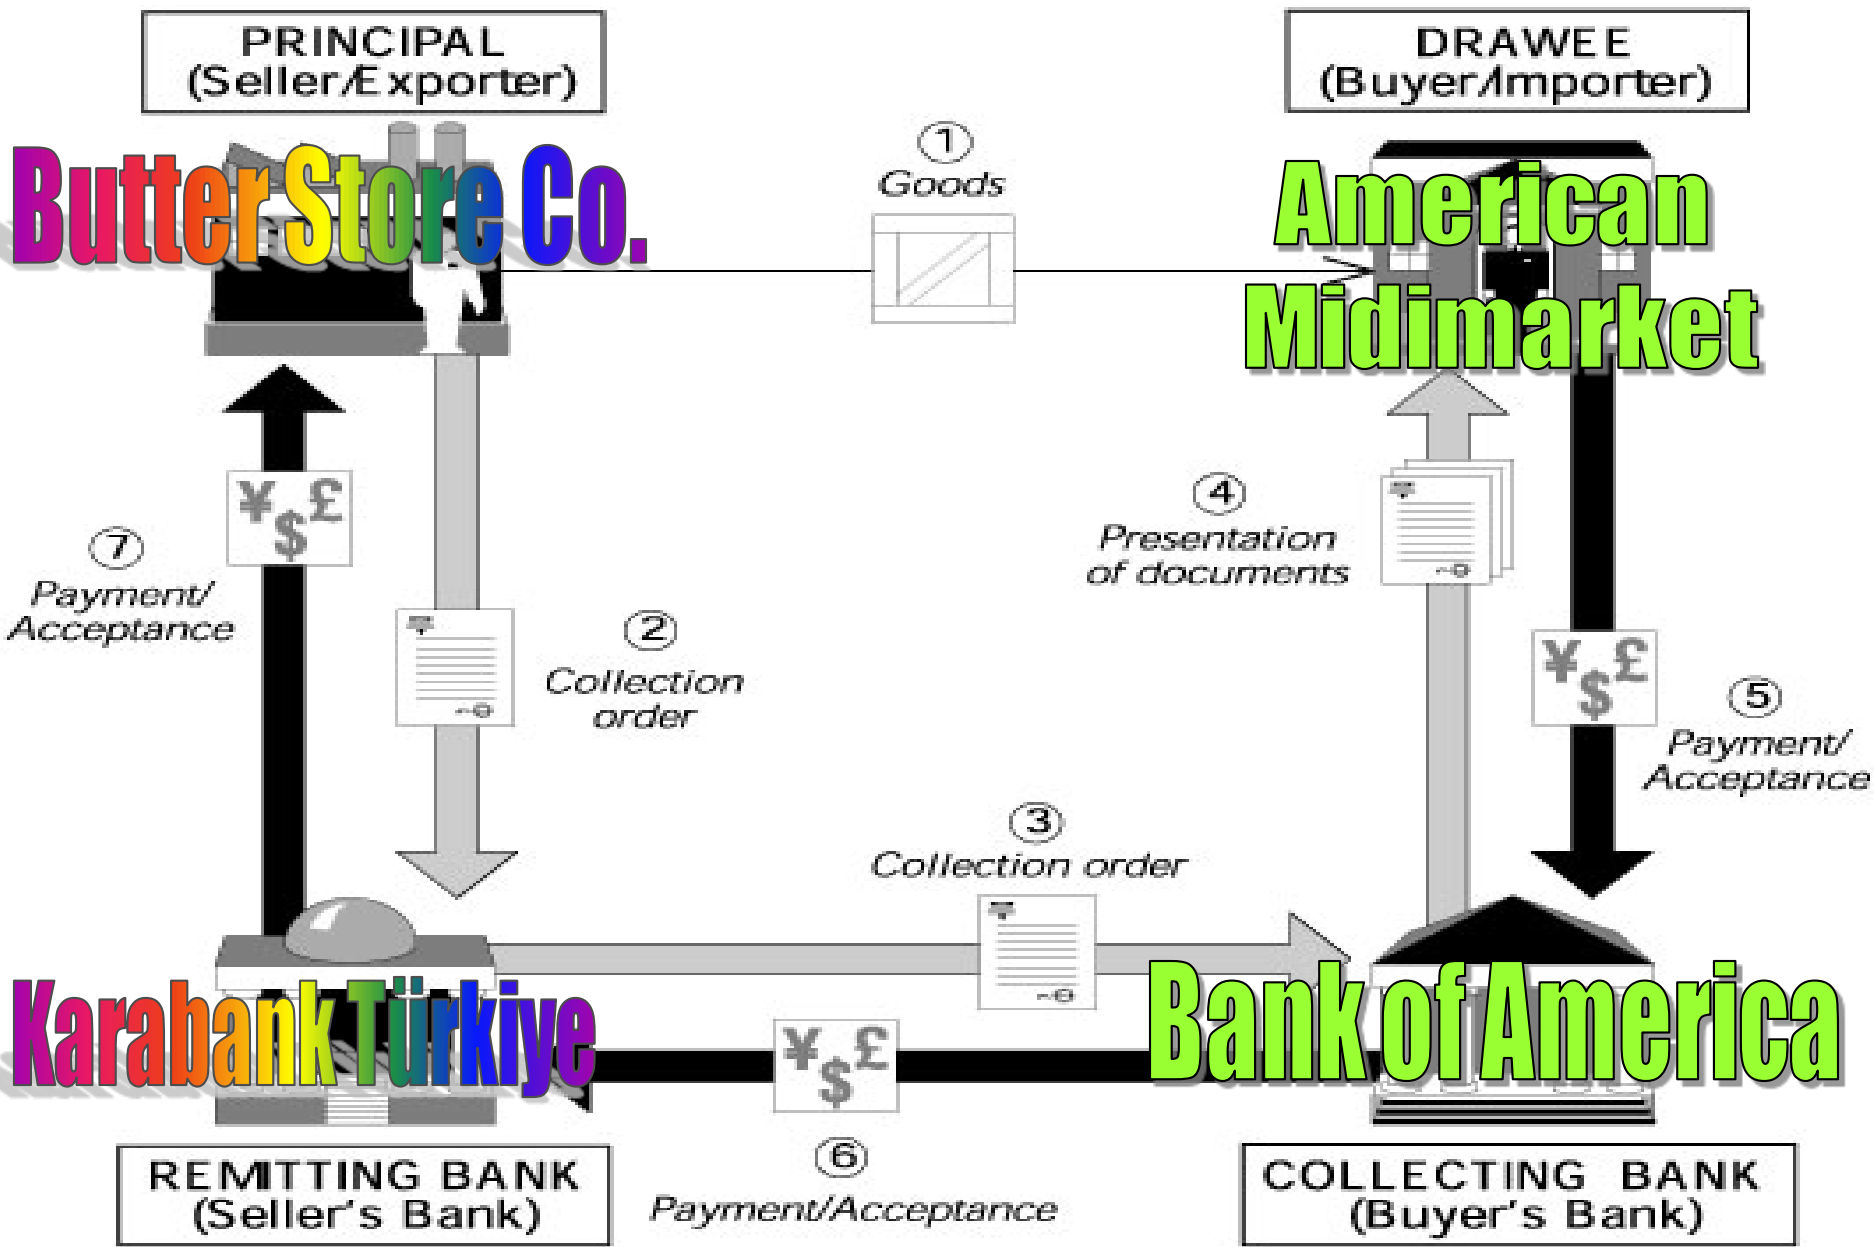 PRINCIPAL
(Seller/Exporter)
DRAWEE
(Buyer/Importer)
Butter Store Co.
1
Goods
American
Midimarket
7
Payment/
Acceptance
¥ $ £
2
Collection
order
4
Presentation
of documents
¥ $ £
5
Payment/
Acceptance
3
Collection order
Karabank Türkiye
Bank of America
¥ $ £
6
Payment/Acceptance
REMITTING BANK
(Seller's Bank)
COLLECTING BANK
(Buyer's Bank)